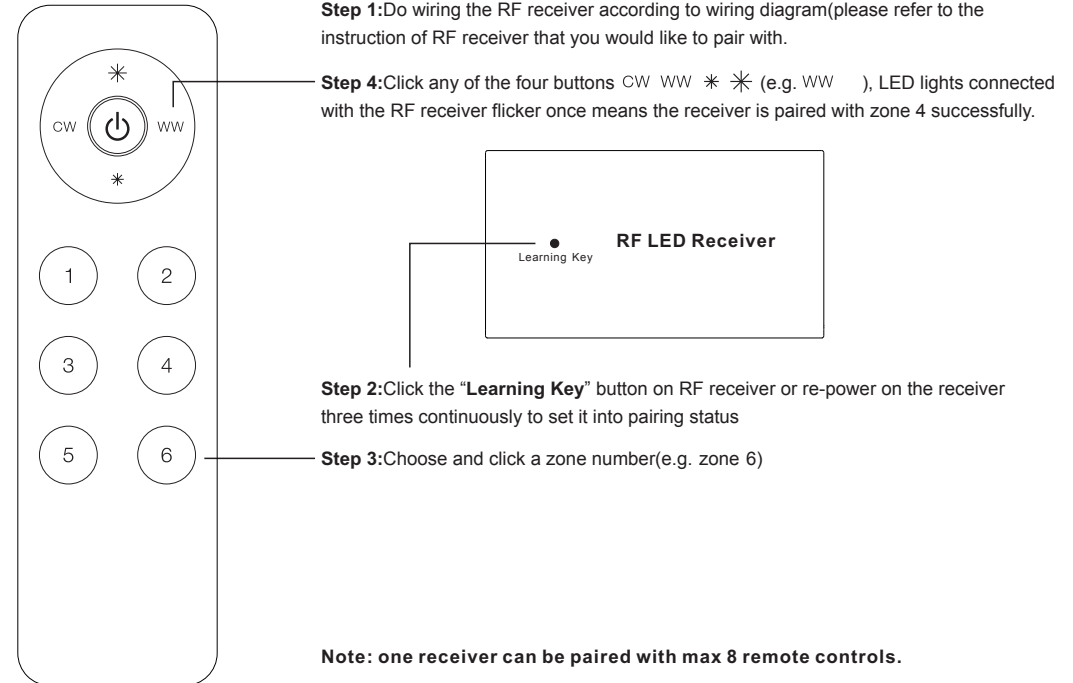 Step 1:Do wiring the RF receiver according to wiring diagram(please refer to the
instruction of RF receiver that you would like to pair with.
Step 4:Click any of the four buttons CW WW (e.g. WW ), LED lights connected
with the RF receiver flicker once means the receiver is paired with zone 4 successfully.
CW WW
RF LED Receiver
Learning Key
1 2
3 4
Step 2:Click the “Learning Key” button on RF receiver or re-power on the receiver
three times continuously to set it into pairing status
5 6
Step 3:Choose and click a zone number(e.g. zone 6)
Note: one receiver can be paired with max 8 remote controls.